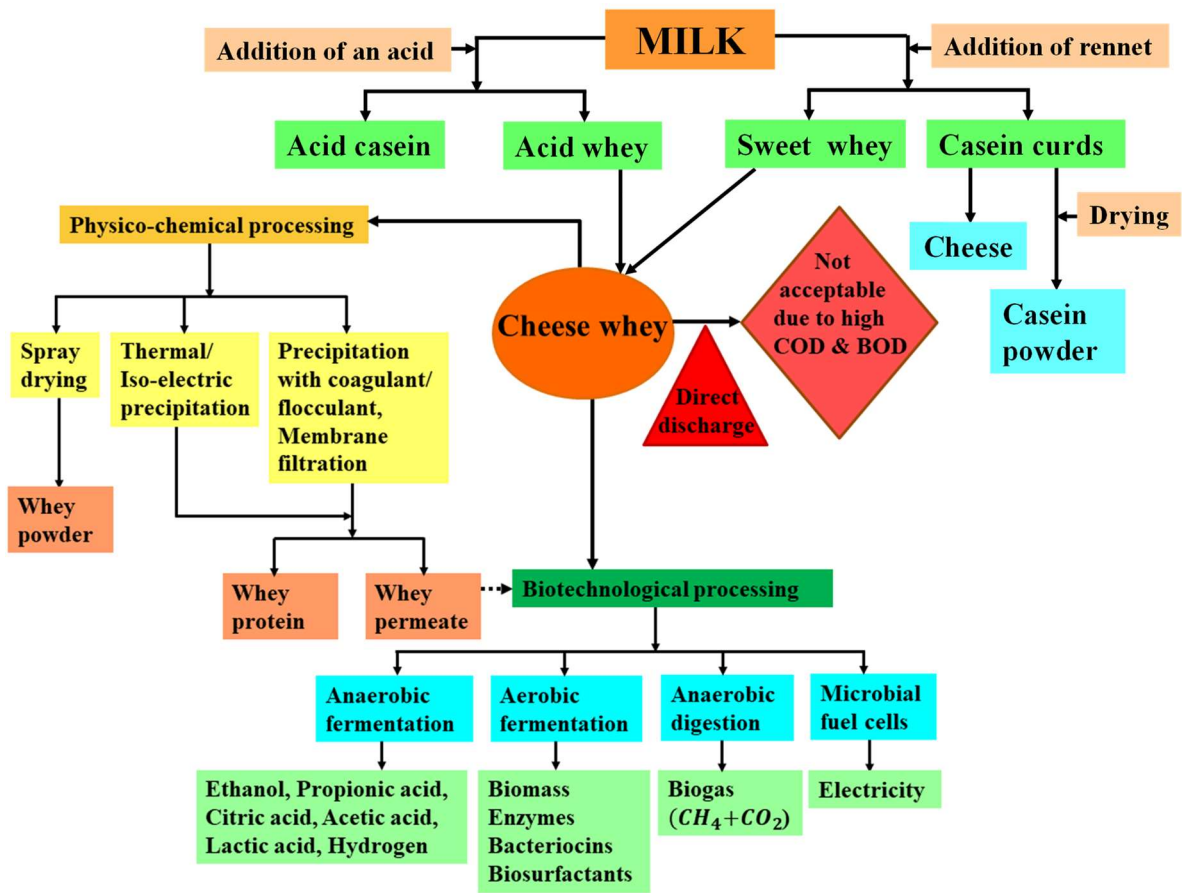 MILK
Addition of an acid
Addition of rennet
Acid casein
Acid whey
Sweet whey
Casein curds
Physico-chemical processing
Drying
Cheese
Not
acceptable
due to high
COD & BOD
Cheese whey
Casein
powder
Direct
discharge
Spray
drying
Thermal/
Iso-electric
precipitation
Precipitation
with coagulant/
flocculant,
Membrane
filtration
Whey
powder
Whey
protein
Whey
permeate
Biotechnological processing
Anaerobic
fermentation
Aerobic
fermentation
Anaerobic
digestion
Microbial
fuel cells
Ethanol, Propionic acid,
Citric acid, Acetic acid,
Lactic acid, Hydrogen
Biomass
Enzymes
Bacteriocins
Biosurfactants
Biogas
(CH₄+CO₂)
Electricity